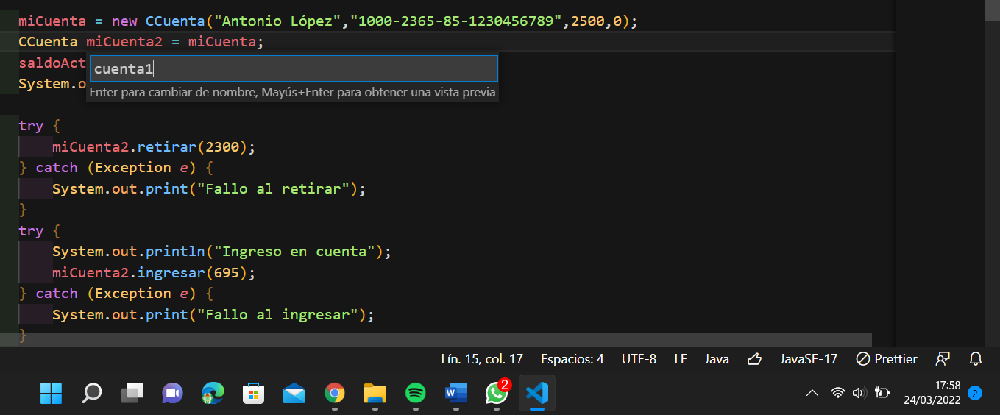 miCuenta = new CCuenta("Antonio López","1000-2365-85-1230456789",2500,0);
CCuenta miCuenta2 = miCuenta;
saldoAct
cuenta1
System.o
Enter para cambiar de nombre, Mayús+Enter para obtener una vista previa
try {
miCuenta2.retirar(2300);
} catch (Exception e) {
System.out.print("Fallo al retirar");
}
try {
System.out.println("Ingreso en cuenta");
miCuenta2.ingresar(695);
} catch (Exception e) {
System.out.print("Fallo al ingresar");
}
Lín. 15, col. 17 Espacios: 4 UTF-8 LF Java JavaSE-17 Prettier
W 2 17:58
24/03/2022 2